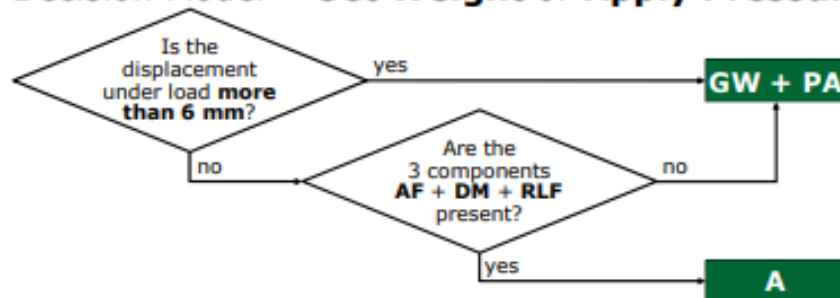 Is the
displacement
under load more
than 6 mm?
yes
GW + PA
no
Are the
3 components
AF + DM + RLF
present?
no
yes
A